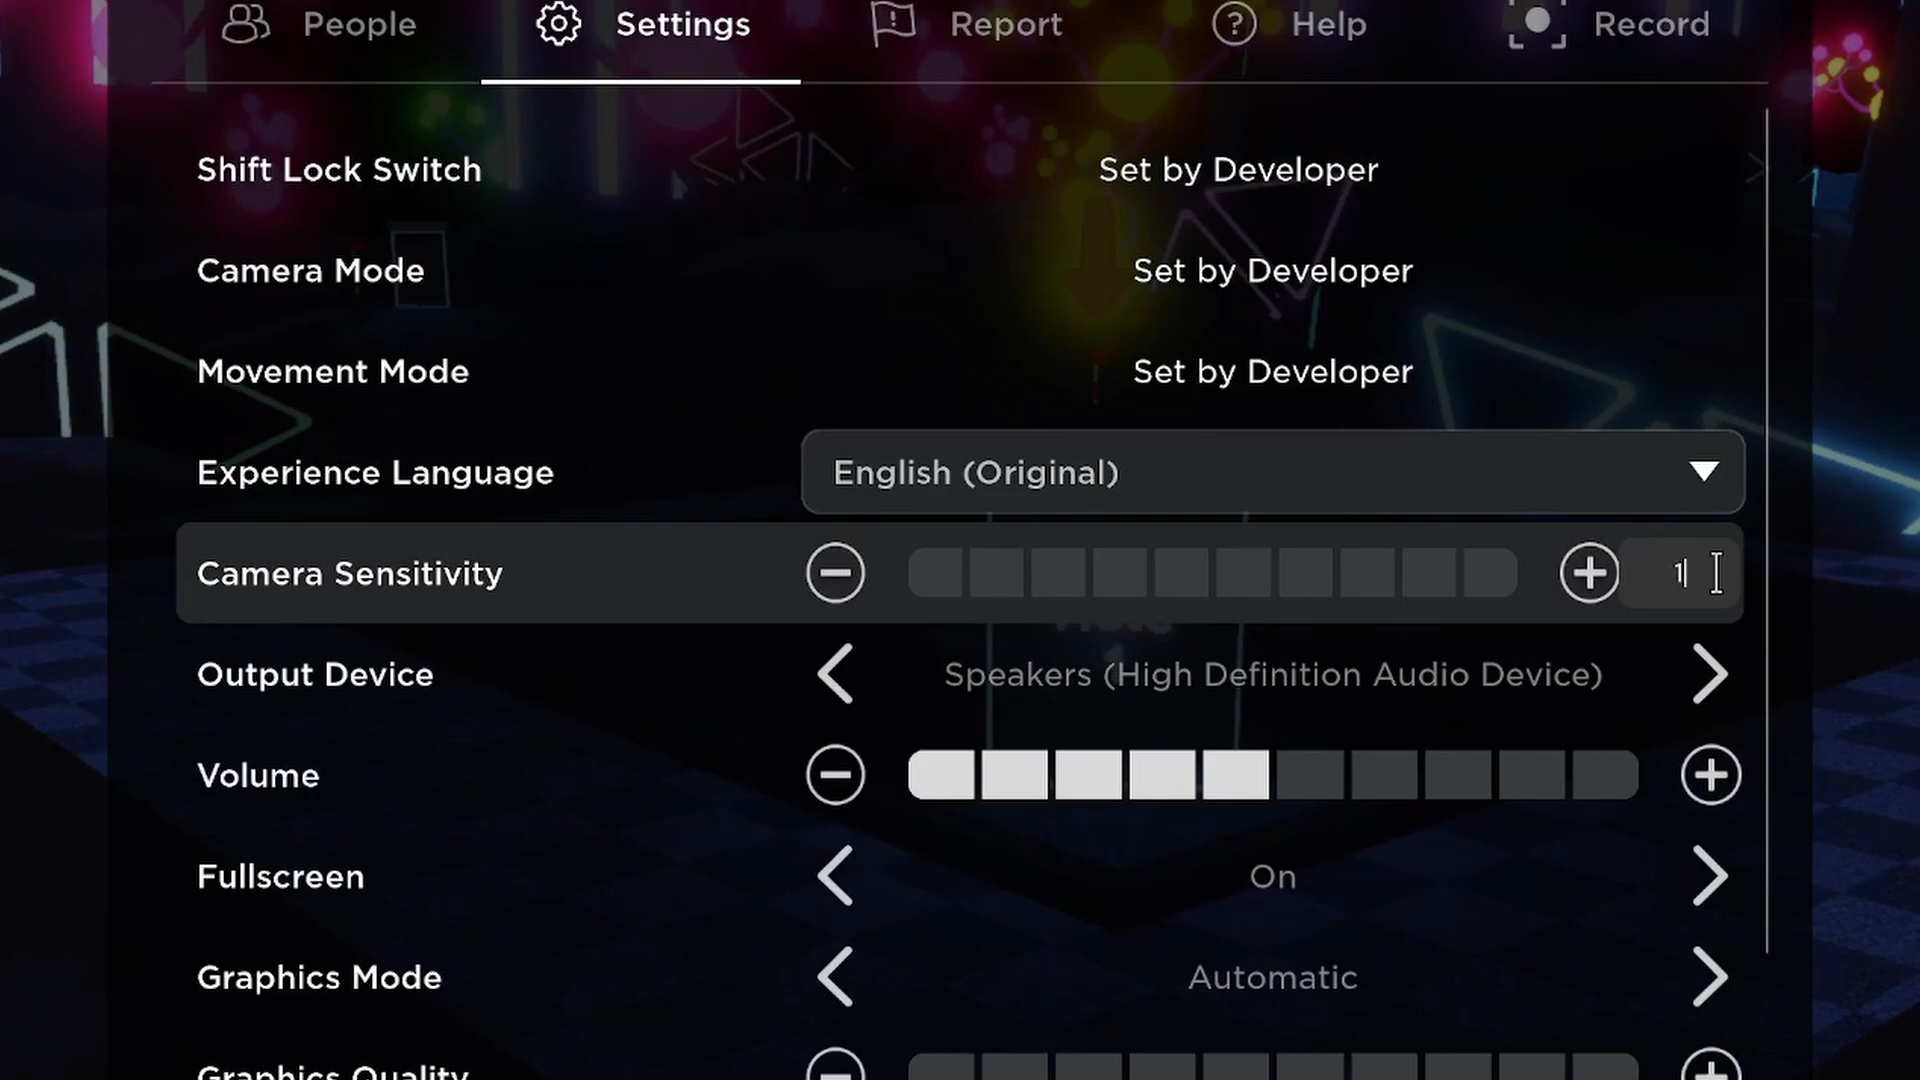 People
Settings
Report
Help
Record
Shift Lock Switch
Set by Developer
Camera Mode
Set by Developer
Movement Mode
Set by Developer
Experience Language
English (Original)
Camera Sensitivity
1
Output Device
Speakers (High Definition Audio Device)
Volume
Fullscreen
On
Graphics Mode
Automatic
Graphics Quality